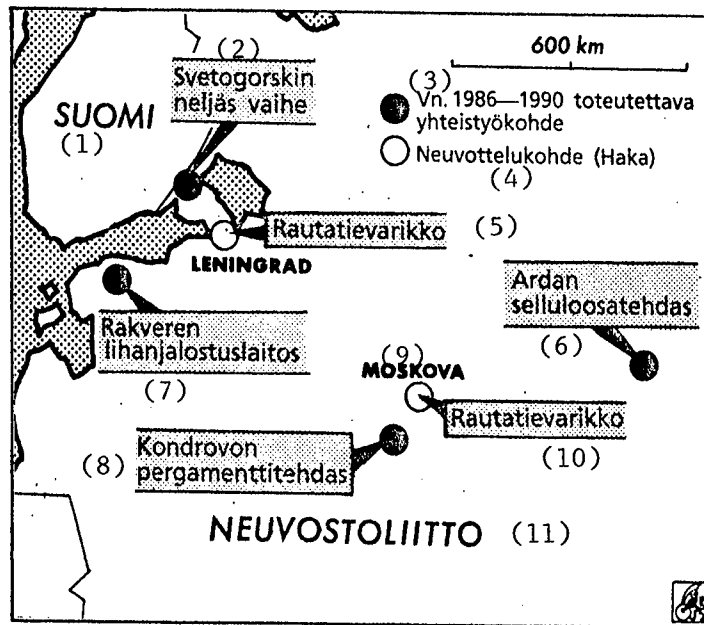 (2)
600 km
Svetogorskin
neljäs vaihe
SUOMI
(1)
(3)
Vn. 1986—1990 toteutettava
yhteistyökohde
Neuvottelukohde (Haka)
(4)
Rautatievarikko (5)
LENINGRAD
Ardan
selluloosatehdas
(6)
Rakveren
lihanjalostuslaitos
(7)
(9)
MOSKOVA
Rautatievarikko
(10)
(8) Kondrovon
pergamenttitehdas
NEUVOSTOLIITTO (11)